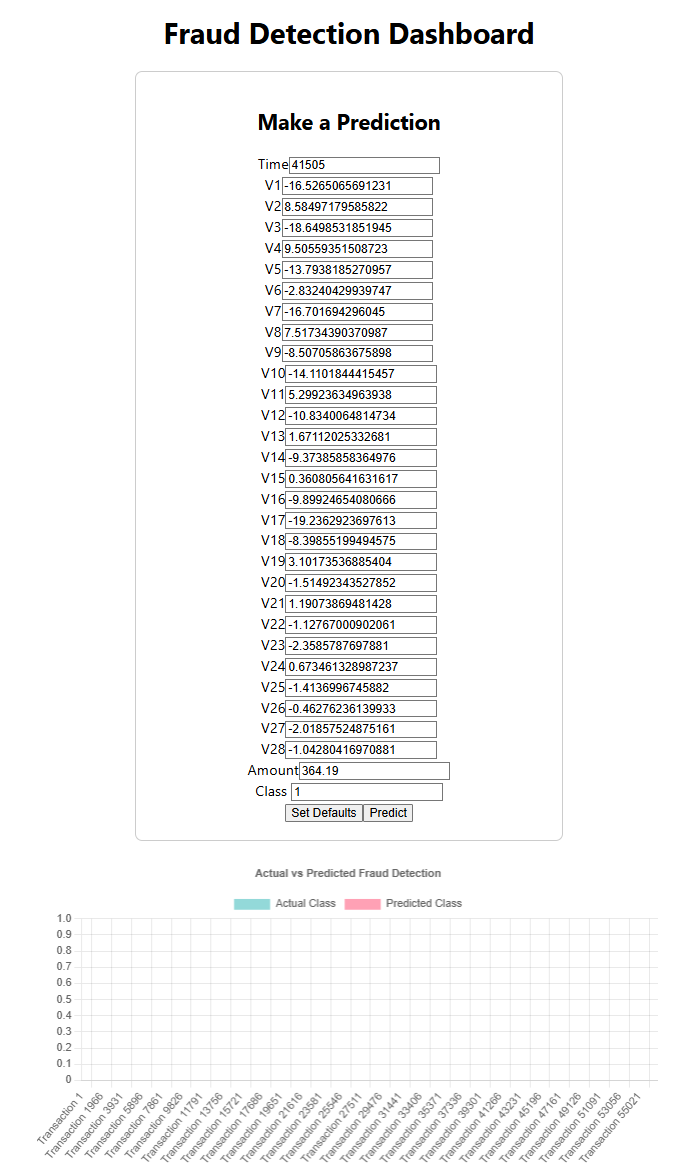 Fraud Detection Dashboard
Make a Prediction
Time 41505
V1 -16.5265065691231
V2 8.58497179585822
V3 -18.6498531851945
V4 9.50559351508723
V5 -13.7938185270957
V6 -2.83240429939747
V7 -16.701694296045
V8 7.51734390370987
V9 -8.50705863675898
V10 -14.1101844415457
V11 5.29923634963938
V12 -10.8340064814734
V13 1.67112025332681
V14 -9.37385858364976
V15 0.360805641631617
V16 -9.89924654080666
V17 -19.2362923697613
V18 -8.39855199494575
V19 3.10173536885404
V20 -1.51492343527852
V21 1.19073869481428
V22 -1.12767000902061
V23 -2.3585787697881
V24 0.673461328987237
V25 -1.4136996745882
V26 -0.46276236139933
V27 -2.01857524875161
V28 -1.04280416970881
Amount 364.19
Class 1
Set Defaults Predict
Actual vs Predicted Fraud Detection
Actual Class Predicted Class
1.0
0.9
0.8
0.7
0.6
0.5
0.4
0.3
0.2
0.1
0
Transaction 1
Transaction 1966
Transaction 3931
Transaction 5896
Transaction 7861
Transaction 9826
Transaction 11791
Transaction 13756
Transaction 15721
Transaction 17686
Transaction 19651
Transaction 21616
Transaction 23581
Transaction 25546
Transaction 27511
Transaction 29476
Transaction 31441
Transaction 33406
Transaction 35371
Transaction 37336
Transaction 39301
Transaction 41266
Transaction 43231
Transaction 45196
Transaction 47161
Transaction 49126
Transaction 51091
Transaction 53056
Transaction 55021